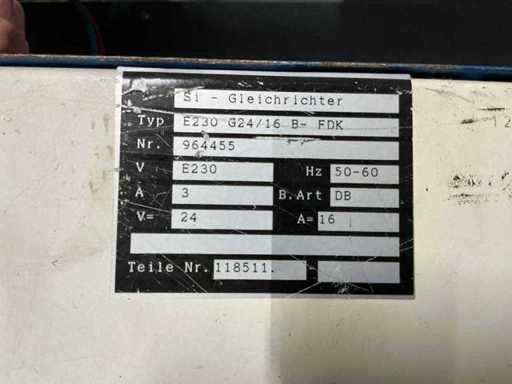 Si - Gleichrichter
Typ E230 G24/16 B- FDK
Nr. 964455
V E230 Hz 50-60
A 3 B.Art DB
V= 24 A= 16
Teile Nr. 118511.
12